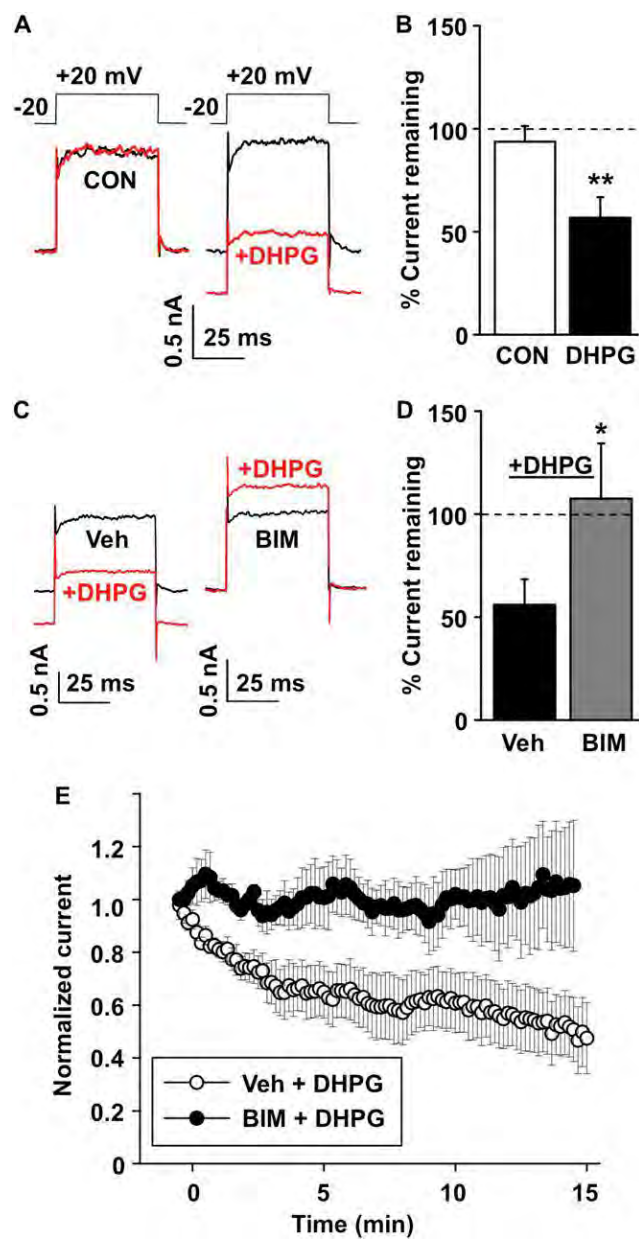 A
+20 mV
-20
CON
+20 mV
-20
+DHPG
0.5 nA
25 ms
B
% Current remaining
150
100
50
0
**
CON DHPG
C
Veh
+DHPG
0.5 nA
25 ms
+DHPG
BIM
0.5 nA
25 ms
D
% Current remaining
150
100
50
0
+DHPG
*
Veh BIM
E
Normalized current
1.2
1.0
0.8
0.6
0.4
0.2
0
Veh + DHPG
BIM + DHPG
0 5 10 15
Time (min)